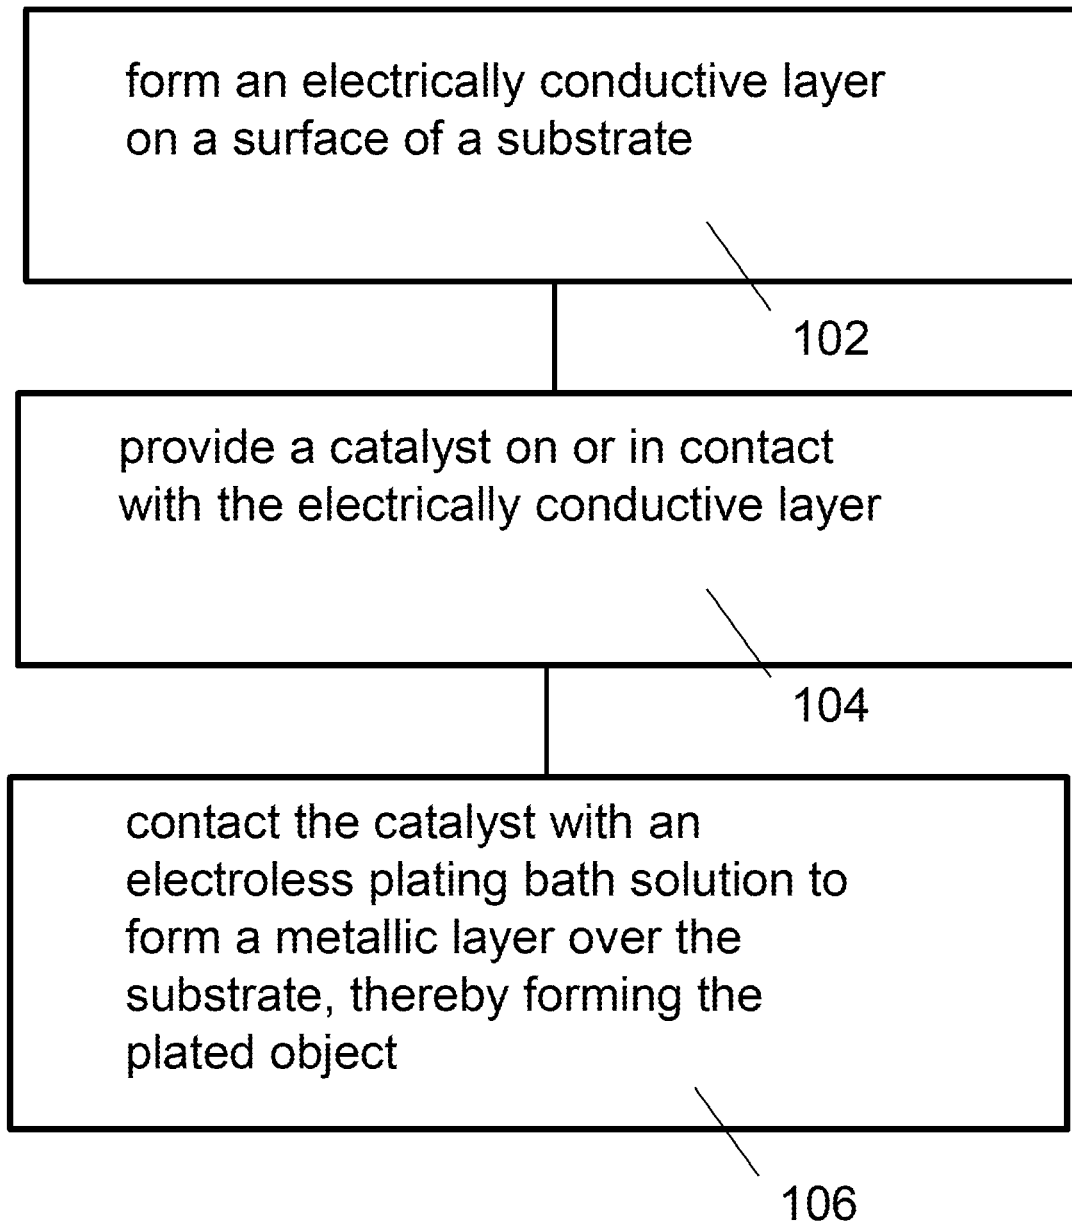 form an electrically conductive layer
on a surface of a substrate
102
provide a catalyst on or in contact
with the electrically conductive layer
104
contact the catalyst with an
electroless plating bath solution to
form a metallic layer over the
substrate, thereby forming the
plated object
106